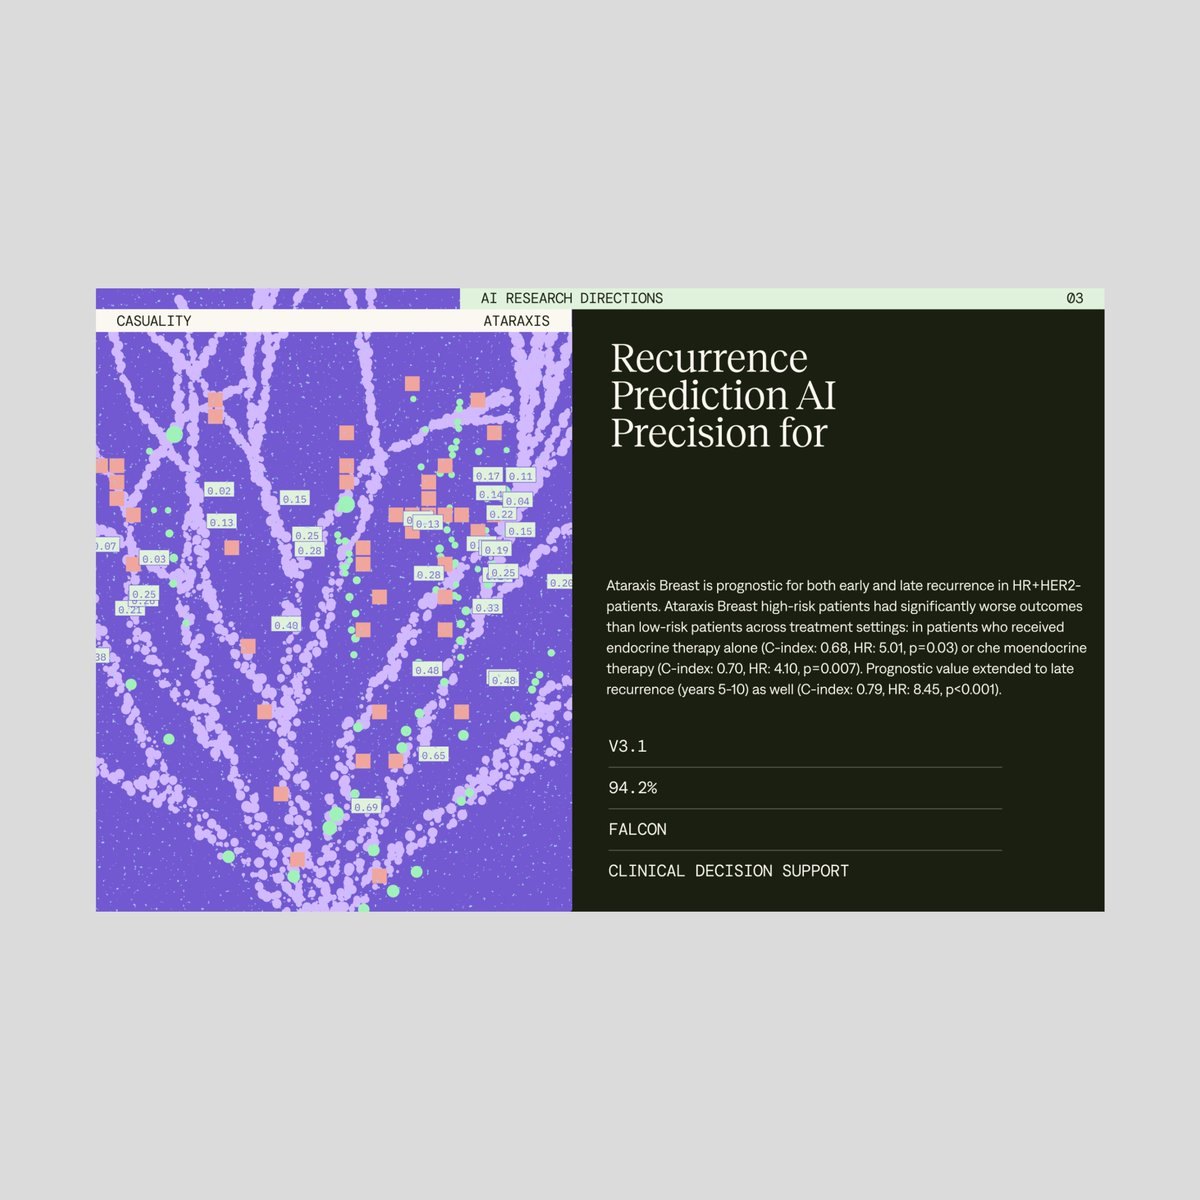 AI RESEARCH DIRECTIONS 03
CASUALITY ATARAXIS
Recurrence
Prediction AI
Precision for
0.17 0.11
0.02
0.14
0.15
0.04
0.22
0.13
0.13
0.15
0.25
0.07
0.28
0.19
0.03
0.28
0.25
0.20
0.25
0.21
0.33
0.40
38
0.48
0.48
0.65
0.69
Ataraxis Breast is prognostic for both early and late recurrence in HR+HER2-
patients. Ataraxis Breast high-risk patients had significantly worse outcomes
than low-risk patients across treatment settings: in patients who received
endocrine therapy alone (C-index: 0.68, HR: 5.01, p=0.03) or che moendocrine
therapy (C-index: 0.70, HR: 4.10, p=0.007). Prognostic value extended to late
recurrence (years 5-10) as well (C-index: 0.79, HR: 8.45, p<0.001).
V3.1
94.2%
FALCON
CLINICAL DECISION SUPPORT